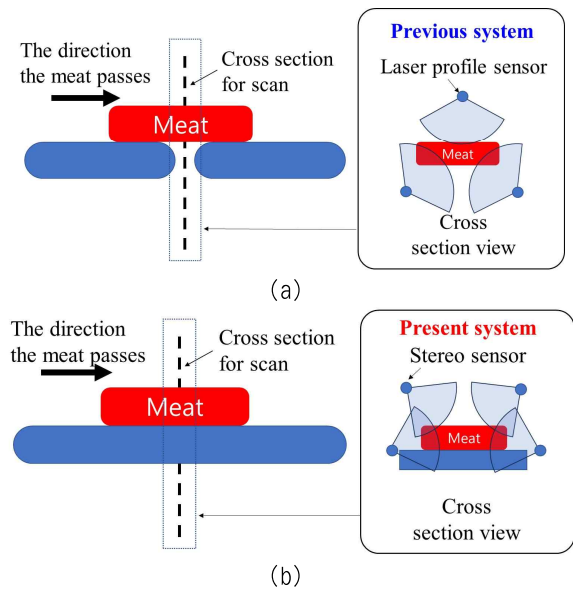 The direction
the meat passes
Cross section
for scan
Meat
Previous system
Laser profile sensor
Meat
Cross
section view
(a)
The direction
the meat passes
Cross section
for scan
Meat
Present system
Stereo sensor
Meat
Cross
section view
(b)